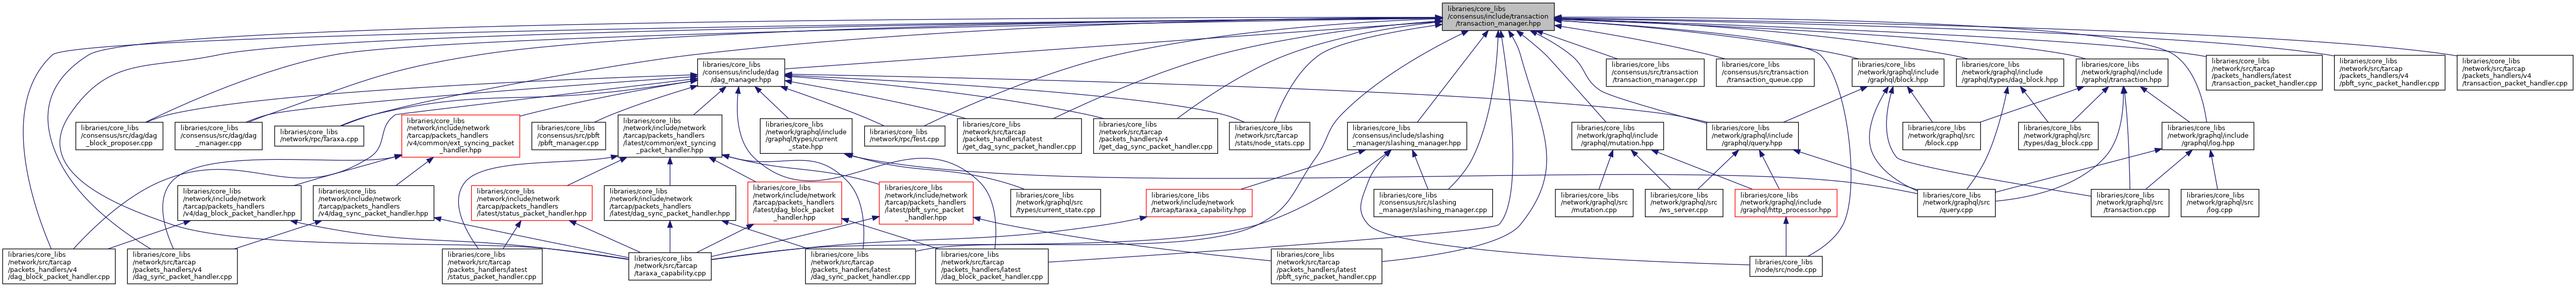 libraries/core_libs
/consensus/include/transaction
/transaction_manager.hpp
libraries/core_libs
/consensus/include/dag
/dag_manager.hpp
libraries/core_libs
/consensus/src/transaction
/transaction_manager.cpp
libraries/core_libs
/consensus/src/transaction
/transaction_queue.cpp
libraries/core_libs
/network/graphql/include
/graphql/block.hpp
libraries/core_libs
/network/graphql/include
/graphql/types/dag_block.hpp
libraries/core_libs
/network/graphql/include
/graphql/transaction.hpp
libraries/core_libs
/network/src/tarcap
/packets_handlers/latest
/transaction_packet_handler.cpp
libraries/core_libs
/network/src/tarcap
/packets_handlers/v4
/pbft_sync_packet_handler.cpp
libraries/core_libs
/network/src/tarcap
/packets_handlers/v4
/transaction_packet_handler.cpp
libraries/core_libs
/consensus/src/dag/dag
_block_proposer.cpp
libraries/core_libs
/consensus/src/dag/dag
_manager.cpp
libraries/core_libs
/network/rpc/Taraxa.cpp
libraries/core_libs
/network/include/network
/tarcap/packets_handlers
/v4/common/ext_syncing_packet
_handler.hpp
libraries/core_libs
/consensus/src/pbft
/pbft_manager.cpp
libraries/core_libs
/network/include/network
/tarcap/packets_handlers
/latest/common/ext_syncing
_packet_handler.hpp
libraries/core_libs
/network/graphql/include
/graphql/types/current
_state.hpp
libraries/core_libs
/network/rpc/Test.cpp
libraries/core_libs
/network/src/tarcap
/packets_handlers/latest
/get_dag_sync_packet_handler.cpp
libraries/core_libs
/network/src/tarcap
/packets_handlers/v4
/get_dag_sync_packet_handler.cpp
libraries/core_libs
/network/src/tarcap
/stats/node_stats.cpp
libraries/core_libs
/consensus/include/slashing
_manager/slashing_manager.hpp
libraries/core_libs
/network/graphql/include
/graphql/mutation.hpp
libraries/core_libs
/network/graphql/include
/graphql/query.hpp
libraries/core_libs
/network/graphql/src
/block.cpp
libraries/core_libs
/network/graphql/src
/types/dag_block.cpp
libraries/core_libs
/network/graphql/include
/graphql/log.hpp
libraries/core_libs
/network/include/network
/tarcap/packets_handlers
/v4/dag_block_packet_handler.hpp
libraries/core_libs
/network/include/network
/tarcap/packets_handlers
/v4/dag_sync_packet_handler.hpp
libraries/core_libs
/network/include/network
/tarcap/packets_handlers
/latest/status_packet_handler.hpp
libraries/core_libs
/network/include/network
/tarcap/packets_handlers
/latest/dag_sync_packet_handler.hpp
libraries/core_libs
/network/include/network
/tarcap/packets_handlers
/latest/dag_block_packet
_handler.hpp
libraries/core_libs
/network/include/network
/tarcap/packets_handlers
/latest/pbft_sync_packet
_handler.hpp
libraries/core_libs
/network/graphql/src
/types/current_state.cpp
libraries/core_libs
/network/include/network
/tarcap/taraxa_capability.hpp
libraries/core_libs
/consensus/src/slashing
_manager/slashing_manager.cpp
libraries/core_libs
/network/graphql/src
/mutation.cpp
libraries/core_libs
/network/graphql/src
/ws_server.cpp
libraries/core_libs
/network/graphql/include
/graphql/http_processor.hpp
libraries/core_libs
/network/graphql/src
/query.cpp
libraries/core_libs
/network/graphql/src
/transaction.cpp
libraries/core_libs
/network/graphql/src
/log.cpp
libraries/core_libs
/network/src/tarcap
/packets_handlers/v4
/dag_block_packet_handler.cpp
libraries/core_libs
/network/src/tarcap
/packets_handlers/v4
/dag_sync_packet_handler.cpp
libraries/core_libs
/network/src/tarcap
/packets_handlers/latest
/status_packet_handler.cpp
libraries/core_libs
/network/src/tarcap
/taraxa_capability.cpp
libraries/core_libs
/network/src/tarcap
/packets_handlers/latest
/dag_sync_packet_handler.cpp
libraries/core_libs
/network/src/tarcap
/packets_handlers/latest
/dag_block_packet_handler.cpp
libraries/core_libs
/network/src/tarcap
/packets_handlers/latest
/pbft_sync_packet_handler.cpp
libraries/core_libs
/node/src/node.cpp